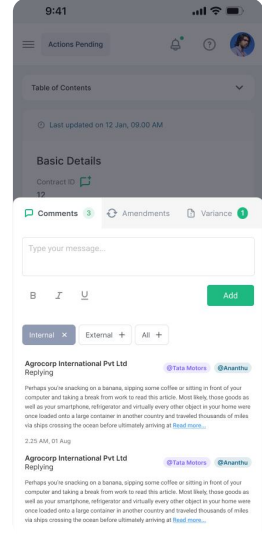 9:41
Actions Pending
Table of Contents
Last updated on 12 Jan, 09.00 AM
Basic Details
Contract ID
12
Comments 3 Amendments Variance 1
Type your message...
B I U Add
Internal × External + All +
Agrocorp International Pvt Ltd @Tata Motors @Ananthu
Replying
Perhaps you're snacking on a banana, sipping some coffee or sitting in front of your
computer and taking a break from work to read this article. Most likely, those goods as
well as your smartphone, refrigerator and virtually every other object in your home were
once loaded onto a large container in another country and traveled thousands of miles
via ships crossing the ocean before ultimately arriving at Read more...
2.25 AM, 01 Aug
Agrocorp International Pvt Ltd @Tata Motors @Ananthu
Replying
Perhaps you're snacking on a banana, sipping some coffee or sitting in front of your
computer and taking a break from work to read this article. Most likely, those goods as
well as your smartphone, refrigerator and virtually every other object in your home were
once loaded onto a large container in another country and traveled thousands of miles
via ships crossing the ocean before ultimately arriving at Read more...